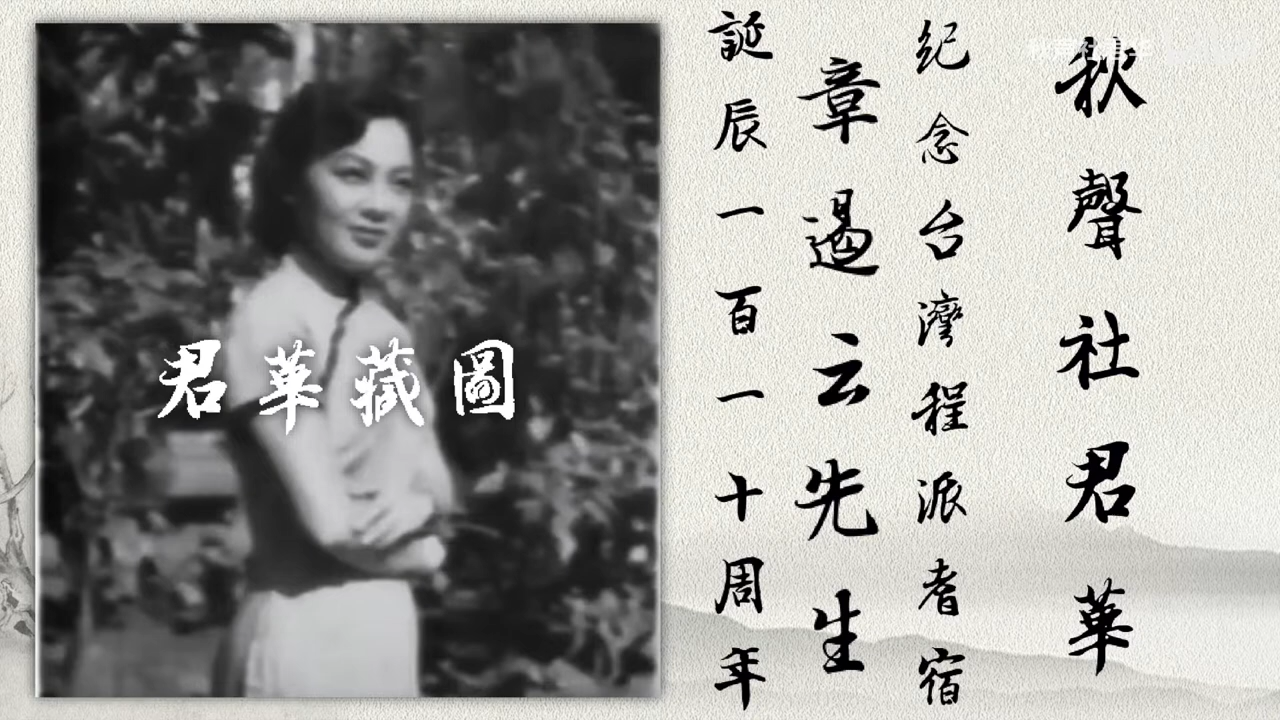 秋聲社君華
纪念台灣程派耆宿
章遏云先生
誕辰一百一十周年
君華藏圖